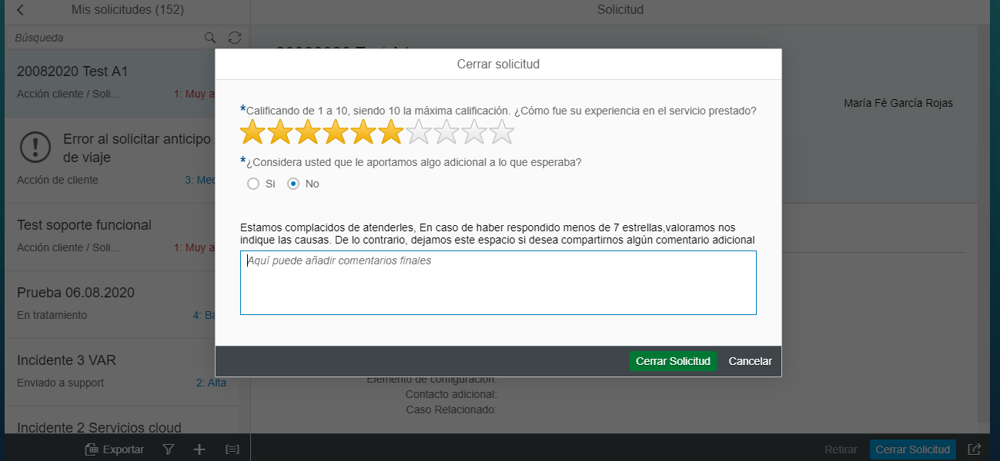 Mis solicitudes (152)
Solicitud
Búsqueda
20082020 Test A1
Acción cliente / Soli...
1: Muy a
Error al solicitar anticipo
de viaje
Acción de cliente
3: Med
Test soporte funcional
Acción cliente / Soli...
1: Muy a
Prueba 06.08.2020
En tratamiento
4: Ba
Incidente 3 VAR
Enviado a support
2: Alta
Incidente 2 Servicios cloud
Exportar
María Fé García Rojas
Cerrar solicitud
*Calificando de 1 a 10, siendo 10 la máxima calificación. ¿Cómo fue su experiencia en el servicio prestado?
*¿Considera usted que le aportamos algo adicional a lo que esperaba?
Si No
Estamos complacidos de atenderles, En caso de haber respondido menos de 7 estrellas,valoramos nos
indique las causas. De lo contrario, dejamos este espacio si desea compartirnos algún comentario adicional
Aquí puede añadir comentarios finales
Cerrar Solicitud Cancelar
Elemento de configuración:
Contacto adicional:
Caso Relacionado:
Retirar Cerrar Solicitud